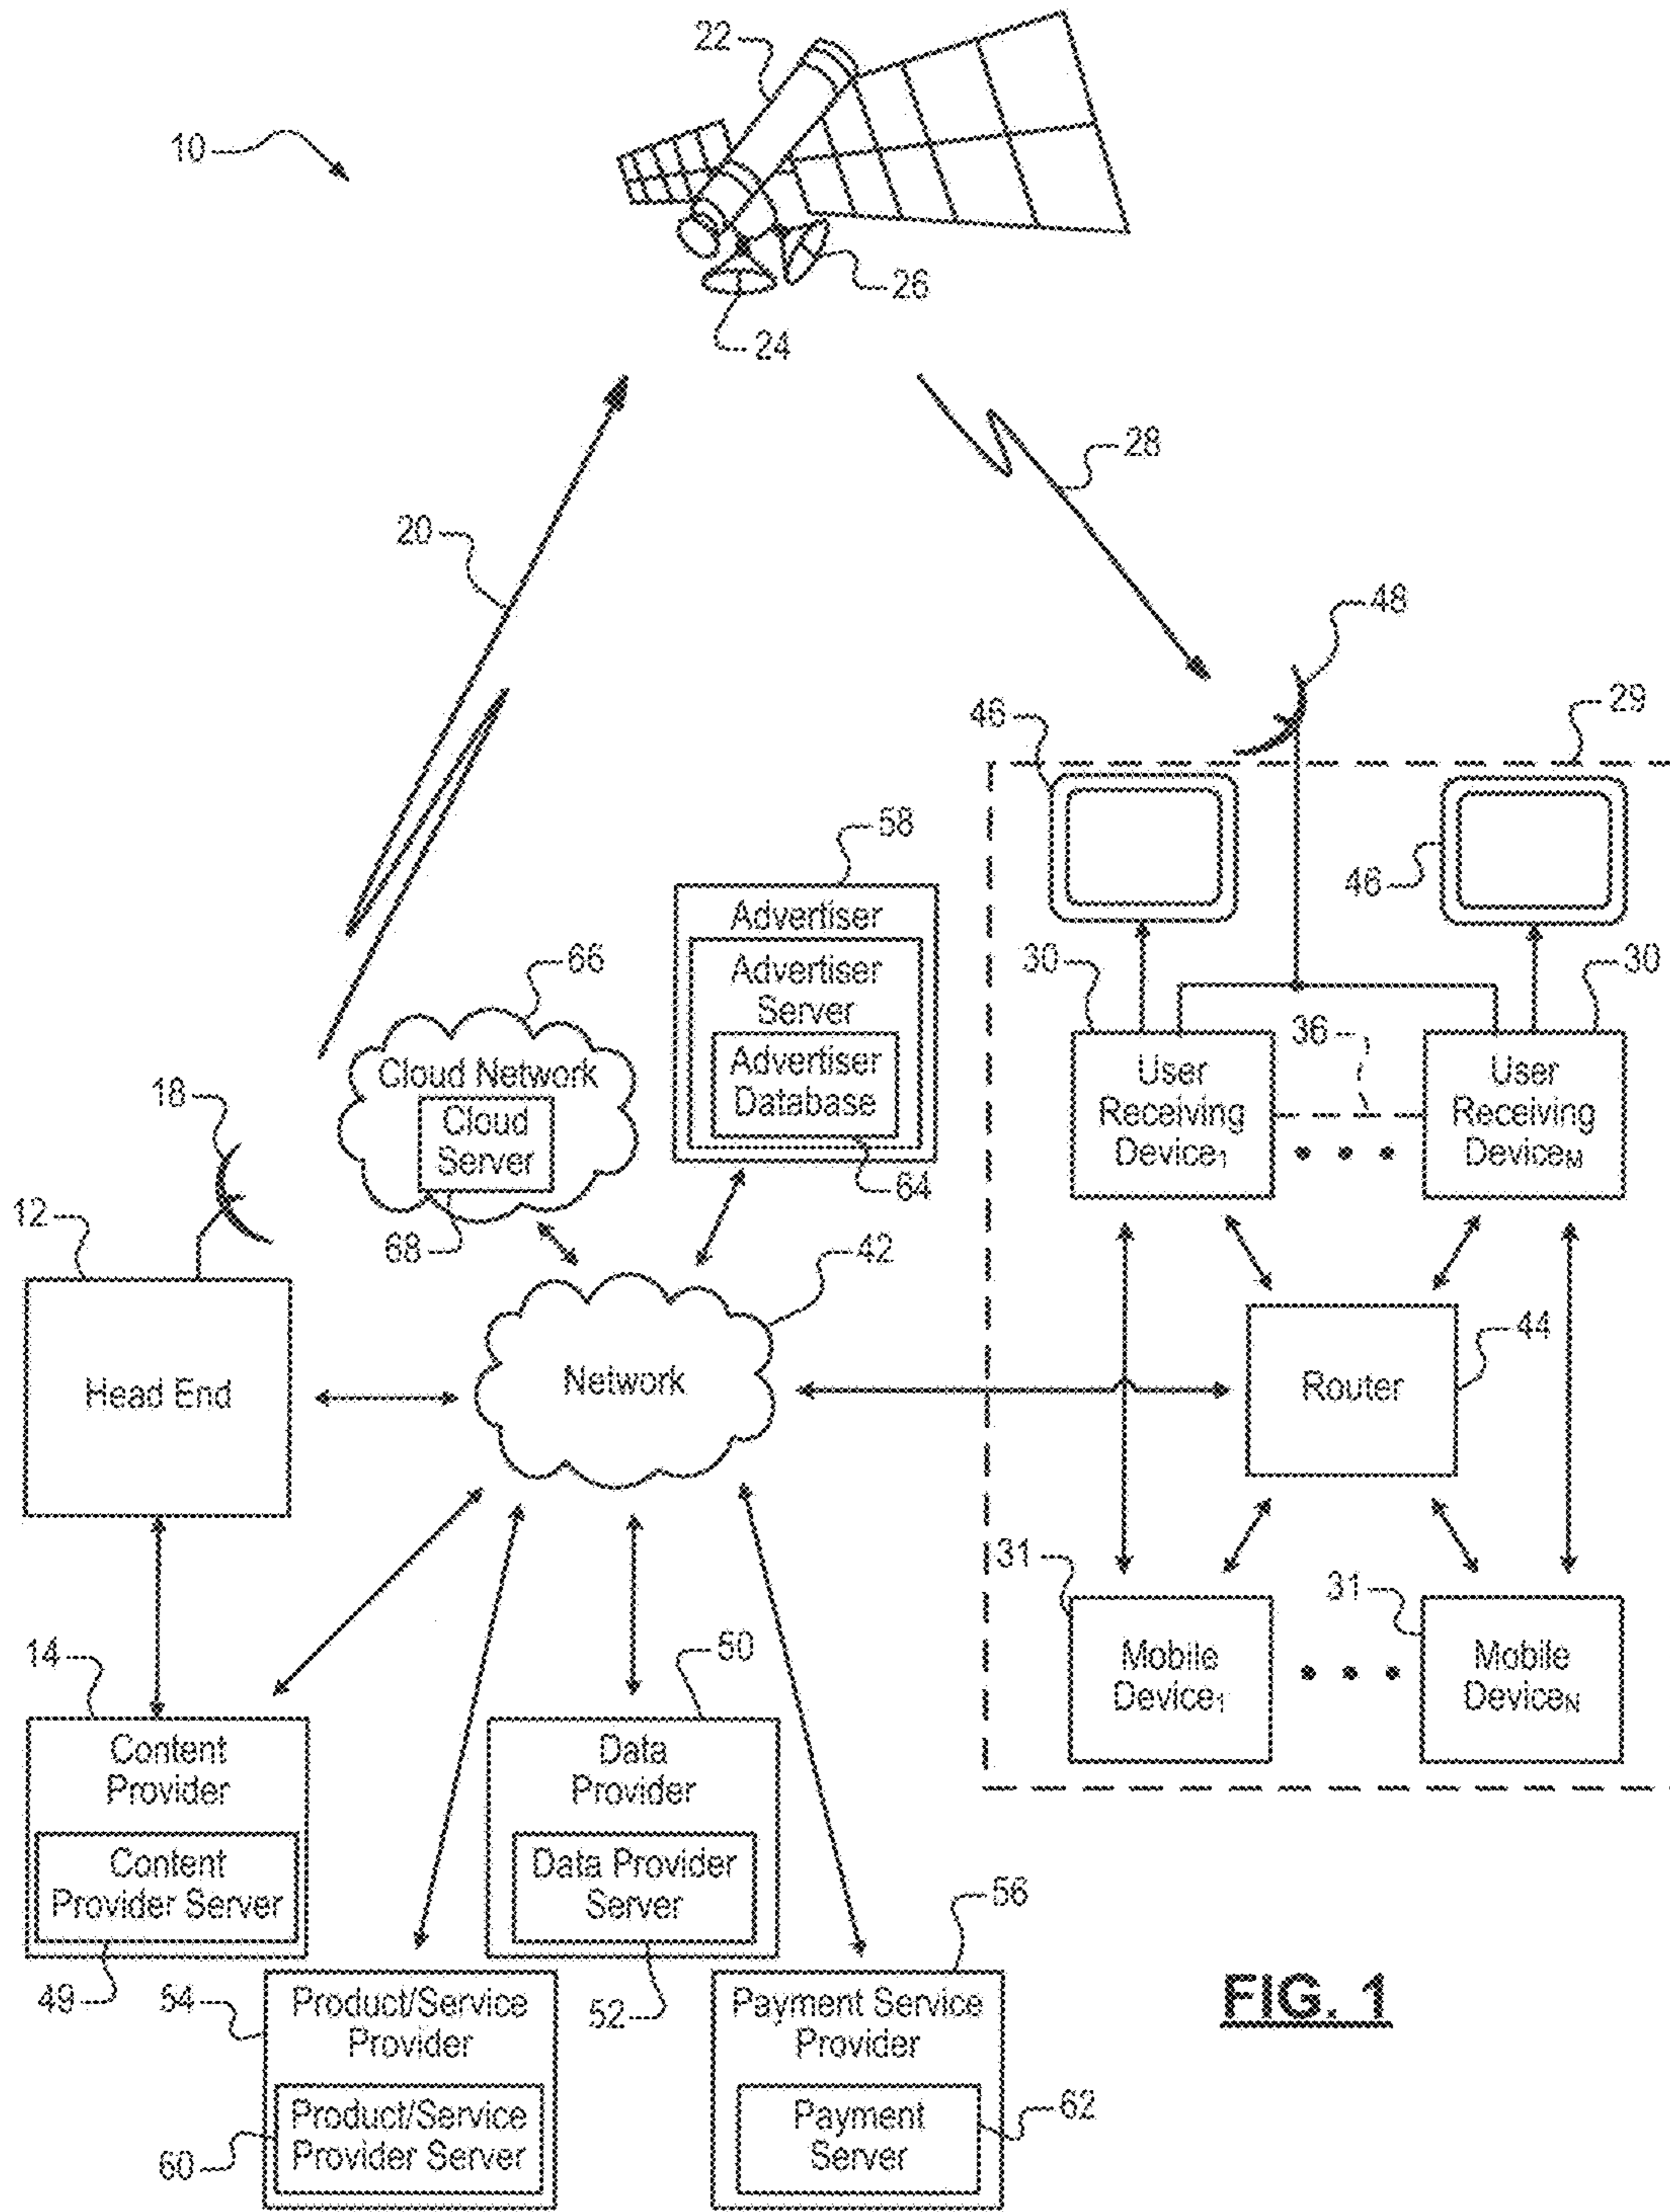 22
10
26
24
28
20
48
46
29
58
Advertiser
46
66
Advertiser
Server
30
30
36
Cloud Network
Advertiser
Database
User
Receiving
Device1
User
Receiving
DeviceM
18
Cloud
Server
64
12
68
42
44
Head End
Network
Router
31
31
14
50
Mobile
Device1
Mobile
DeviceN
Content
Provider
Data
Provider
Content
Provider Server
Data Provider
Server
56
49
54
Product/Service
Provider
52
Payment Service
Provider
FIG. 1
Product/Service
Provider Server
Payment
Server
62
60